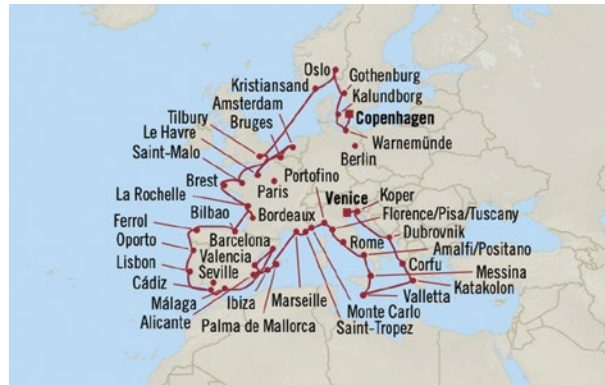 Oslo
Gothenburg
Kristiansand
Kalundborg
Amsterdam
Copenhagen
Tilbury
Bruges
Le Havre
Warnemünde
Saint-Malo
Berlin
Brest
Paris
Portofino
La Rochelle
Venice
Koper
Bilbao
Bordeaux
Florence/Pisa/Tuscany
Ferrol
Dubrovnik
Oporto
Barcelona
Rome
Amalfi/Positano
Lisbon
Valencia
Corfu
Seville
Messina
Cádiz
Katakolon
Málaga
Ibiza
Marseille
Valletta
Alicante
Monte Carlo
Palma de Mallorca
Saint-Tropez